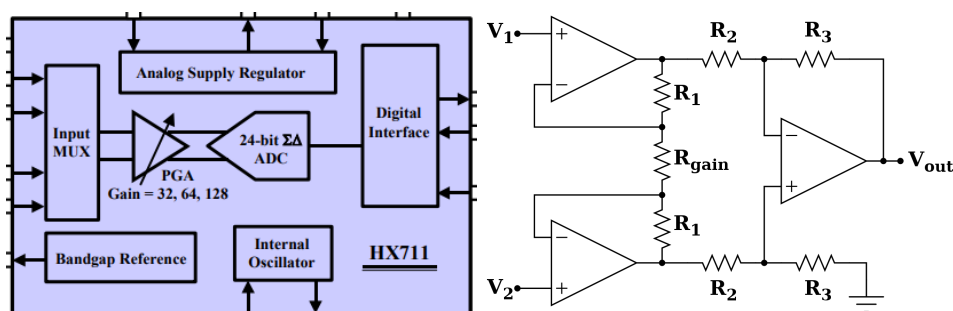 Analog Supply Regulator
Input
MUX
PGA
Gain = 32, 64, 128
24-bit ΣΔ
ADC
Digital
Interface
Bandgap Reference
Internal
Oscillator
HX711
V1
+
−
R2
R3
R1
Rgain
−
+
Vout
R1
−
+
V2
R2
R3